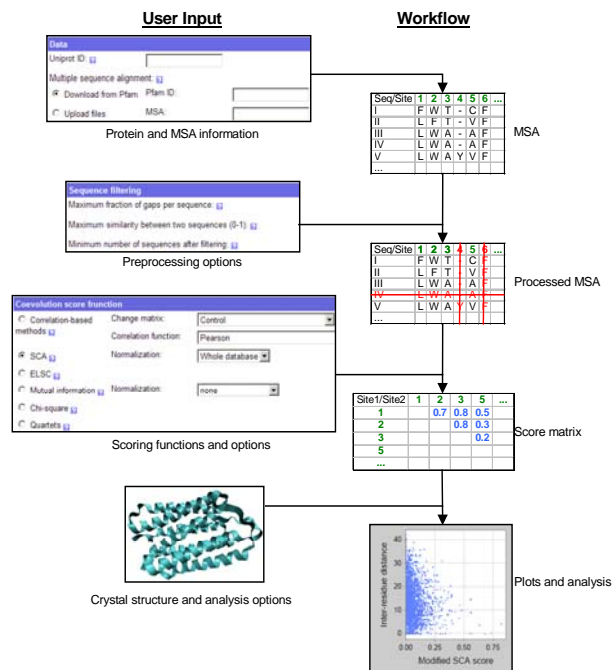 User Input
Workflow
Data
Uniprot ID:
Multiple sequence alignment:
Download from Pfam Pfam ID:
Upload files MSA:
Protein and MSA information
Seq/Site 1 2 3 4 5 6 ...
I F W T - C F
II L F T - V F
III L W A - A F
IV L W A - A F
V L W A Y V F
...
MSA
Sequence filtering
Maximum fraction of gaps per sequence:
Maximum similarity between two sequences (0-1):
Minimum number of sequences after filtering:
Preprocessing options
Seq/Site 1 2 3 4 5 6 ...
I F W T - C F
II L F T - V F
III L W A - A F
IV L W A - A F
V L W A Y V F
...
Processed MSA
Coevolution score frunction
Correlation-based methods
Change matrix: Control
Correlation function: Pearson
SCA Normalization: Whole database
ELSC
Mutual information Normalization: none
Chi-square
Quartets
Scoring functions and options
Site1/Site2 1 2 3 5 ...
1 0.7 0.8 0.5
2 0.8 0.3
3 0.2
5
...
Score matrix
Crystal structure and analysis options
Inter-residue distance
40
30
20
10
0
0.00 0.25 0.50 0.75
Modified SCA score
Plots and analysis